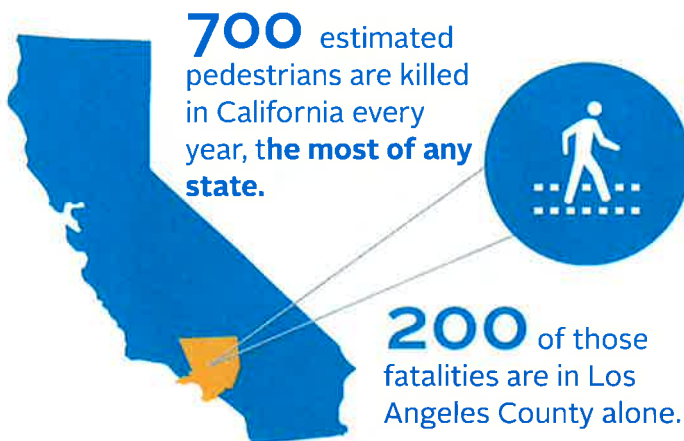 700 estimated
pedestrians are killed
in California every
year, the most of any
state.
200 of those
fatalities are in Los
Angeles County alone.